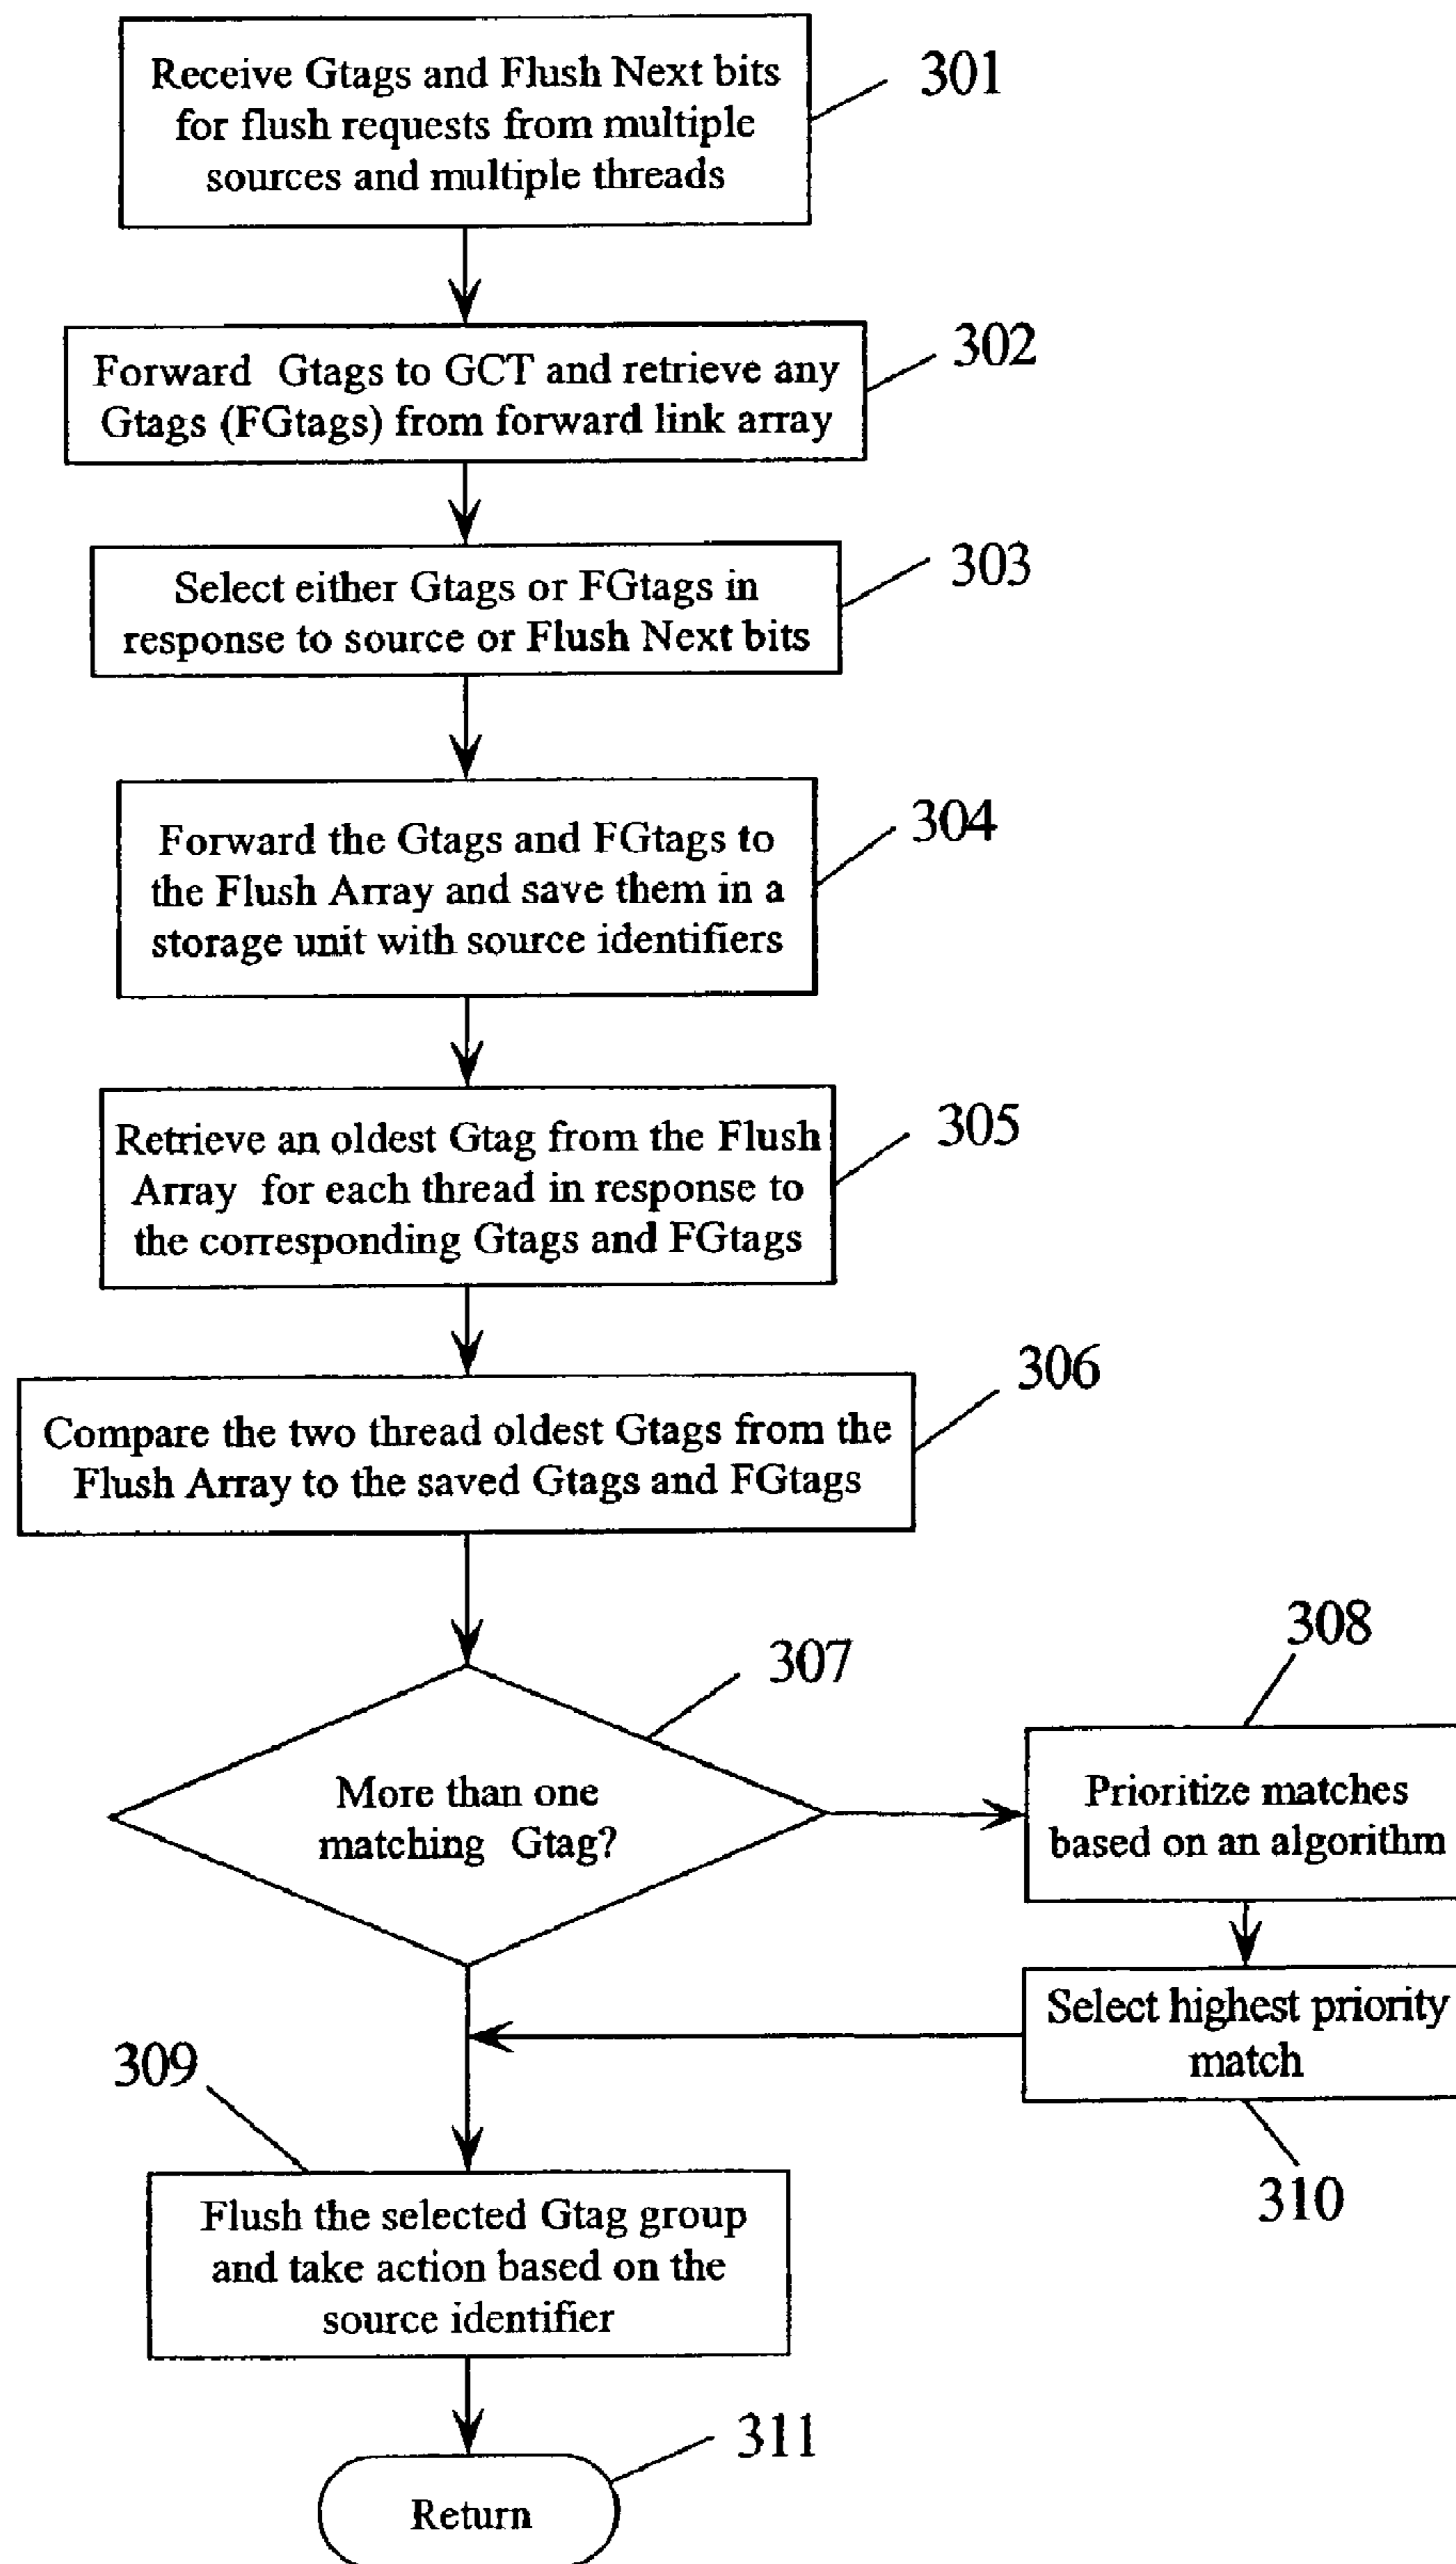 Receive Gtags and Flush Next bits
for flush requests from multiple
sources and multiple threads
301
Forward Gtags to GCT and retrieve any
Gtags (FGtags) from forward link array
302
Select either Gtags or FGtags in
response to source or Flush Next bits
303
Forward the Gtags and FGtags to
the Flush Array and save them in a
storage unit with source identifiers
304
Retrieve an oldest Gtag from the Flush
Array for each thread in response to
the corresponding Gtags and FGtags
305
Compare the two thread oldest Gtags from the
Flush Array to the saved Gtags and FGtags
306
More than one
matching Gtag?
307
308
Prioritize matches
based on an algorithm
Select highest priority
match
310
309
Flush the selected Gtag group
and take action based on the
source identifier
311
Return